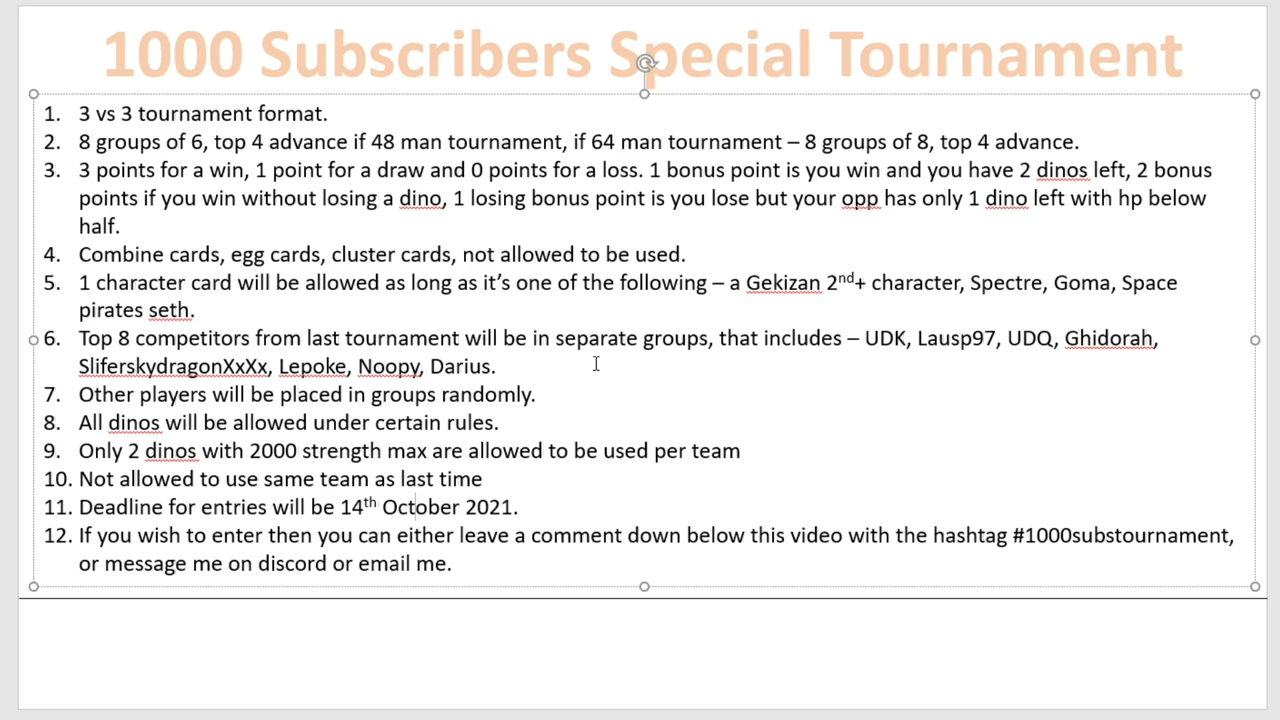 1000 Subscribers Special Tournament
1. 3 vs 3 tournament format.
2. 8 groups of 6, top 4 advance if 48 man tournament, if 64 man tournament – 8 groups of 8, top 4 advance.
3. 3 points for a win, 1 point for a draw and 0 points for a loss. 1 bonus point is you win and you have 2 dinos left, 2 bonus
points if you win without losing a dino, 1 losing bonus point is you lose but your opp has only 1 dino left with hp below
half.
4. Combine cards, egg cards, cluster cards, not allowed to be used.
5. 1 character card will be allowed as long as it’s one of the following – a Gekizan 2nd+ character, Spectre, Goma, Space
pirates seth.
6. Top 8 competitors from last tournament will be in separate groups, that includes – UDK, Lausp97, UDQ, Ghidorah,
SliferskydragonXxXx, Lepoke, Noopy, Darius.
7. Other players will be placed in groups randomly.
8. All dinos will be allowed under certain rules.
9. Only 2 dinos with 2000 strength max are allowed to be used per team
10. Not allowed to use same team as last time
11. Deadline for entries will be 14th October 2021.
12. If you wish to enter then you can either leave a comment down below this video with the hashtag #1000substournament,
or message me on discord or email me.